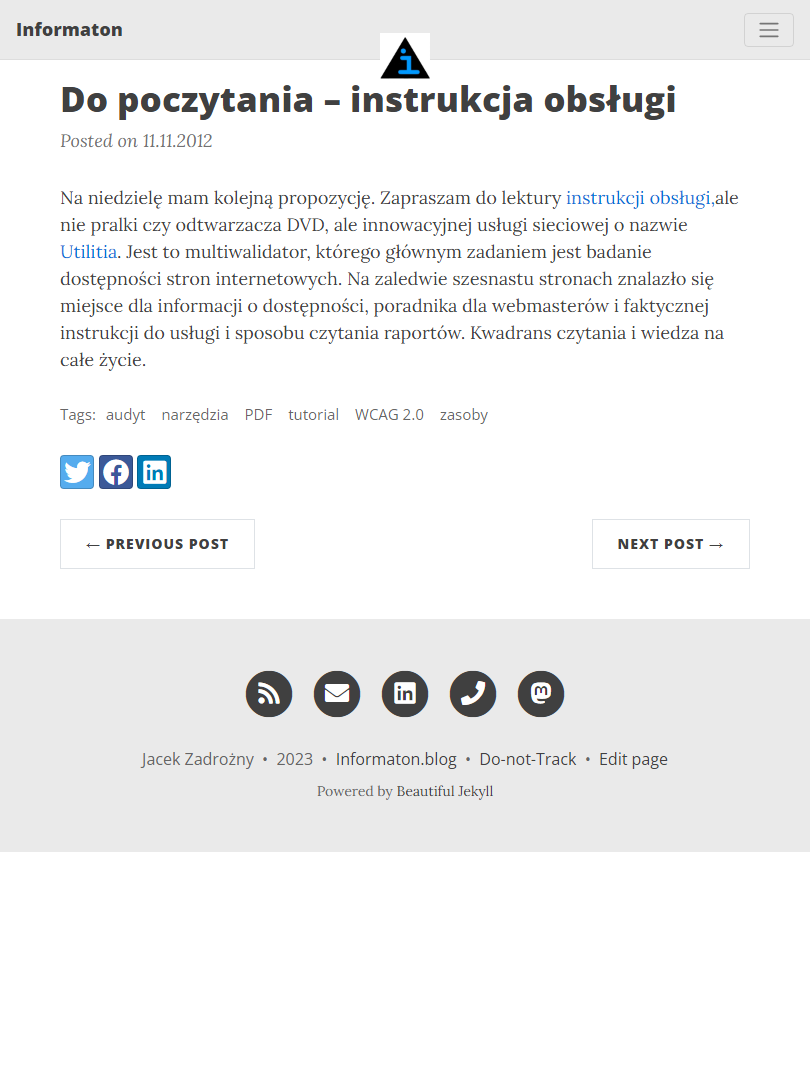 Informaton
Do poczytania – instrukcja obsługi
Posted on 11.11.2012
Na niedzielę mam kolejną propozycję. Zapraszam do lektury instrukcji obsługi,ale
nie pralki czy odtwarzacza DVD, ale innowacyjnej usługi sieciowej o nazwie
Utilitia. Jest to multiwalidator, którego głównym zadaniem jest badanie
dostępności stron internetowych. Na zaledwie szesnastu stronach znalazło się
miejsce dla informacji o dostępności, poradnika dla webmasterów i faktycznej
instrukcji do usługi i sposobu czytania raportów. Kwadrans czytania i wiedza na
całe życie.
Tags: audyt narzędzia PDF tutorial WCAG 2.0 zasoby
← PREVIOUS POST
NEXT POST →
Jacek Zadrożny • 2023 • Informaton.blog • Do-not-Track • Edit page
Powered by Beautiful Jekyll